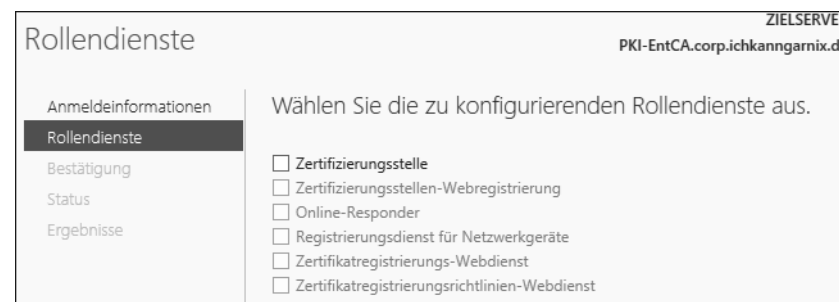 Rollendienste
ZIELSERVE
PKI-EntCA.corp.ichkanngarnix.d
Anmeldeinformationen
Rollendienste
Bestätigung
Status
Ergebnisse
Wählen Sie die zu konfigurierenden Rollendienste aus.
Zertifizierungsstelle
Zertifizierungsstellen-Webregistrierung
Online-Responder
Registrierungsdienst für Netzwerkgeräte
Zertifikatregistrierungs-Webdienst
Zertifikatregistrierungsrichtlinien-Webdienst